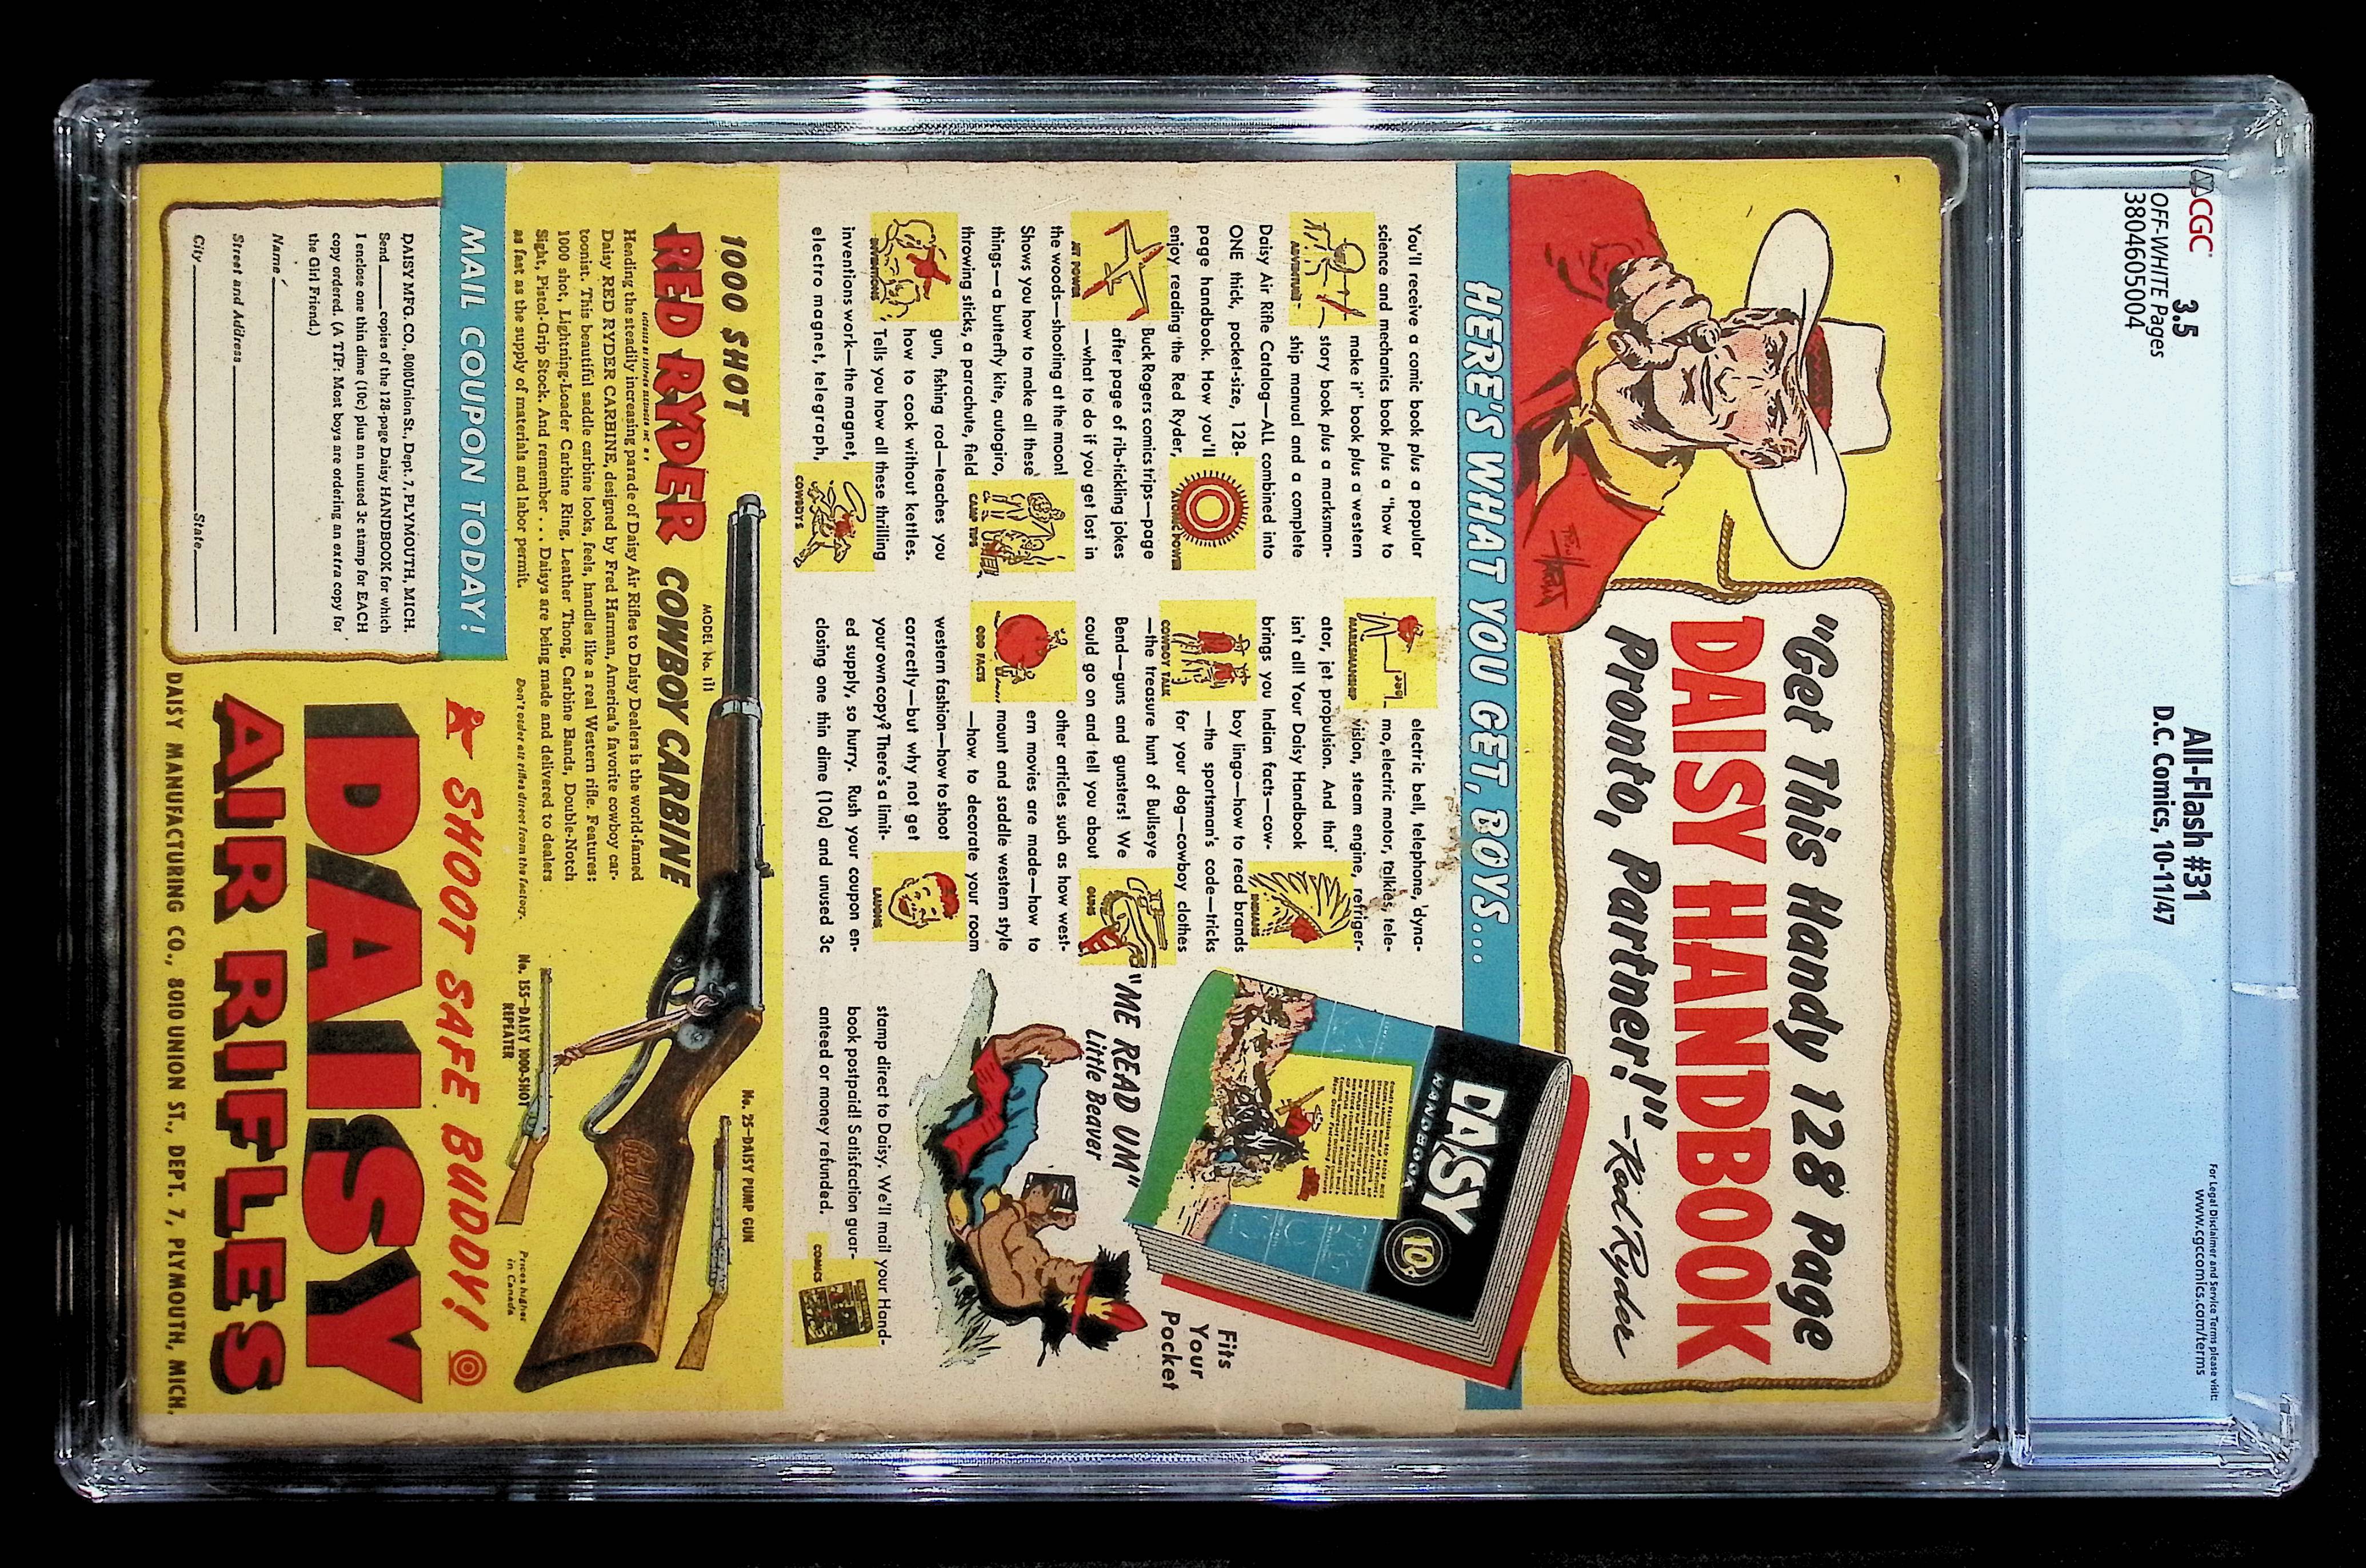 CGC
3.5
OFF-WHITE Pages
3804605004
All-Flash #31
D.C. Comics, 10-11/47
For Legal Disclaimer and Service Terms please visit:
www.cgccomics.com/terms
"Get This Handy 128 Page
DAISY HANDBOOK
Pronto, Partner!"
—Red Ryder
HERE'S WHAT YOU GET, BOYS...
You'll receive a comic book plus a popular
science and mechanics book plus a "how to
make it" book plus a western
story book plus a marksman-
ship manual and a complete
Daisy Air Rifle Catalog—ALL combined into
ONE thick, pocket-size, 128-
page handbook. How you'll
enjoy reading the Red Ryder,
Buck Rogers comics trips—page
after page of rib-tickling jokes
—what to do if you get lost in
the woods—shooting at the moon!
Shows you how to make all these
things—a butterfly kite, autogiro,
throwing sticks, a parachute, field
gun, fishing rod—teaches you
how to cook without kettles.
Tells you how all these thrilling
inventions work—the magnet,
electro magnet, telegraph,
ADVENTURE
ATOMIC POWER
JET POWER
CAMP TIPS
INVENTIONS
COWBOYS
electric bell, telephone, dyna-
mo, electric motor, talkies, tele-
vision, steam engine, refriger-
ator, jet propulsion. And that
isn't all! Your Daisy Handbook
brings you Indian facts—cow-
boy lingo—how to read brands
—the sportsman's code—tricks
for your dog—cowboy clothes
—the treasure hunt of Bullseye
Bend—guns and gunsters! We
could go on and tell you about
other articles such as how west-
ern movies are made—how to
mount and saddle western style
—how to decorate your room
western fashion—how to shoot
correctly—but why not get
your own copy? There's a limit-
ed supply, so hurry. Rush your coupon en-
closing one thin dime (10c) and unused 3c
MARKSMANSHIP
INDIANS
COWBOY TALK
GUNS
ODD FACTS
LAUGHS
DAISY
HANDBOOK
10¢
Fits
Your
Pocket
"ME READ UM"
Little Beaver
stamp direct to Daisy. We'll mail your Hand-
book postpaid! Satisfaction guar-
anteed or money refunded.
COMICS
1000 SHOT
RED RYDER COWBOY CARBINE
MODEL No. 111
No. 25—DAISY PUMP GUN
Heading the steadily increasing parade of Daisy Air Rifles to Daisy Dealers is the world-famed
Daisy RED RYDER CARBINE, designed by Fred Harman, America's favorite cowboy car-
toonist. This beautiful saddle carbine looks, feels, handles like a real Western rifle. Features:
1000 shot, Lightning-Loader Carbine Ring, Leather Thong, Carbine Bands, Double-Notch
Sight, Pistol-Grip Stock. And remember . . . Daisys are being made and delivered to dealers
as fast as the supply of materials and labor permit.
Don't order air rifles direct from the factory.
No. 155—DAISY 1000-SHOT
REPEATER
Prices higher
in Canada
MAIL COUPON TODAY!
SHOOT SAFE BUDDY!
DAISY MFG. CO., 8010 Union St., Dept. 7, PLYMOUTH, MICH.
Send ____ copies of the 128-page Daisy HANDBOOK for which
I enclose one thin dime (10c) plus an unused 3c stamp for EACH
copy ordered. (A TIP: Most boys are ordering an extra copy for
the Girl Friend.)
Name
Street and Address
City State
DAISY
AIR RIFLES
DAISY MANUFACTURING CO., 8010 UNION ST., DEPT. 7, PLYMOUTH, MICH.